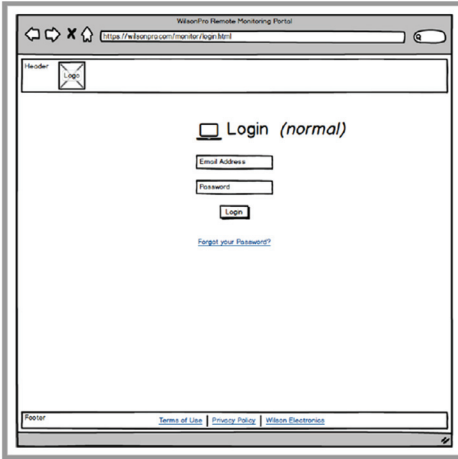 WilsonPro Remote Monitoring Portal
https://wilsonpro.com/monitor/login.html
Header
Logo
Login (normal)
Email Address
Password
Login
Forgot your Password?
Footer
Terms of Use | Privacy Policy | Wilson Electronics